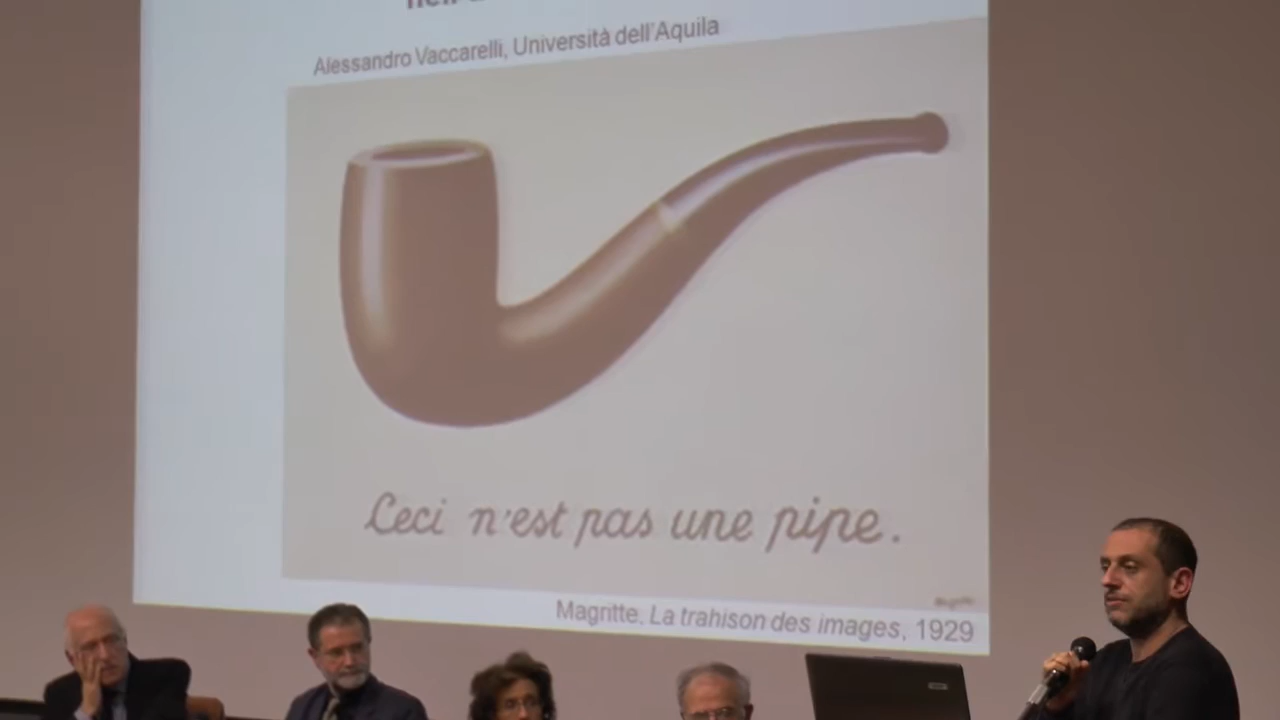 Alessandro Vaccarelli, Università dell'Aquila
Ceci n'est pas une pipe.
Magritte. La trahison des images, 1929